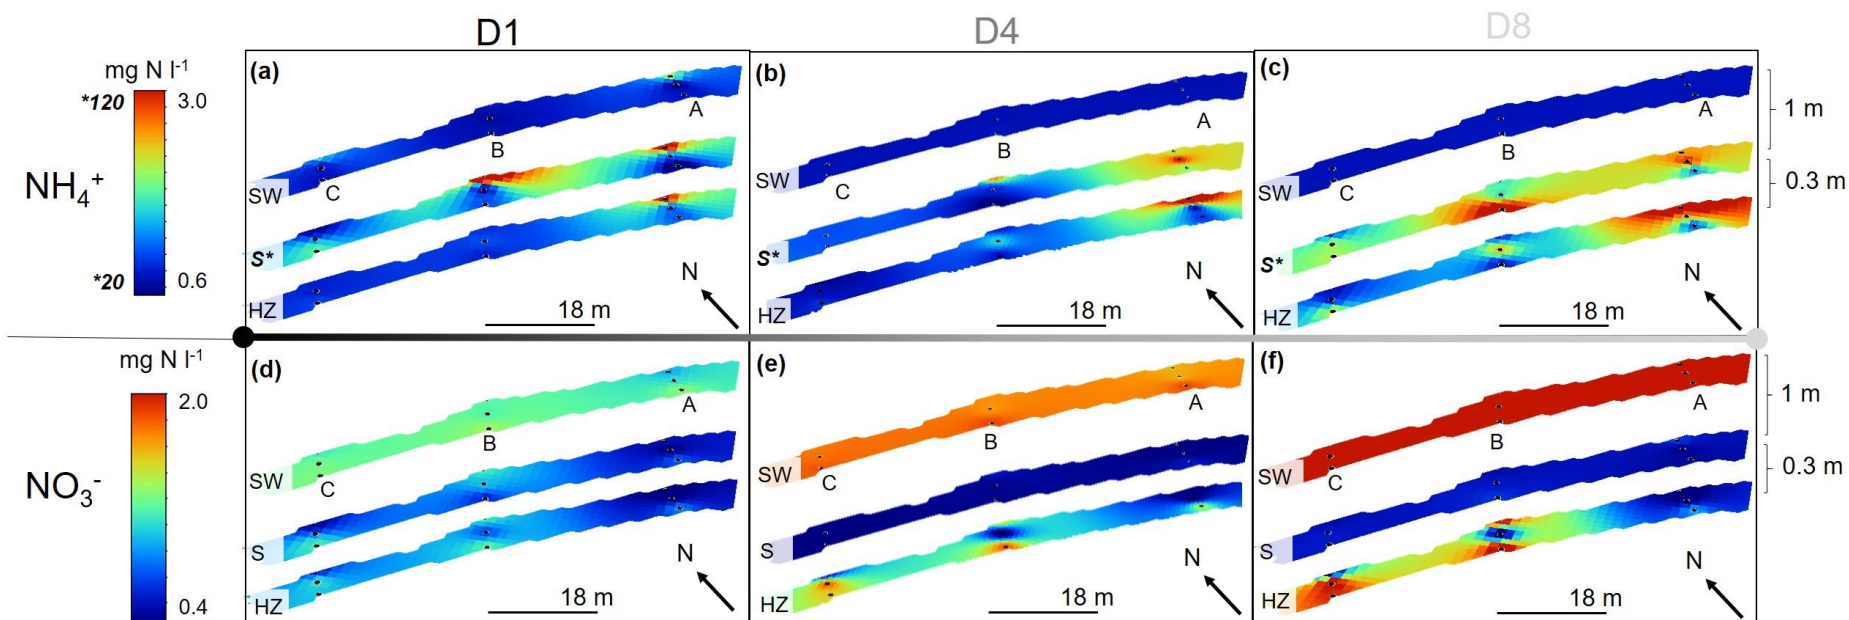 D1
D4
D8
mg N l-1
*120
3.0
*20
0.6
NH4+
(a)
A
B
C
SW
S*
HZ
N
18 m
(b)
A
B
C
SW
S*
HZ
N
18 m
(c)
A
B
C
SW
S*
HZ
N
18 m
1 m
0.3 m
mg N l-1
2.0
0.4
NO3-
(d)
A
B
C
SW
S
HZ
N
18 m
(e)
A
B
C
SW
S
HZ
N
18 m
(f)
A
B
C
SW
S
HZ
N
18 m
1 m
0.3 m